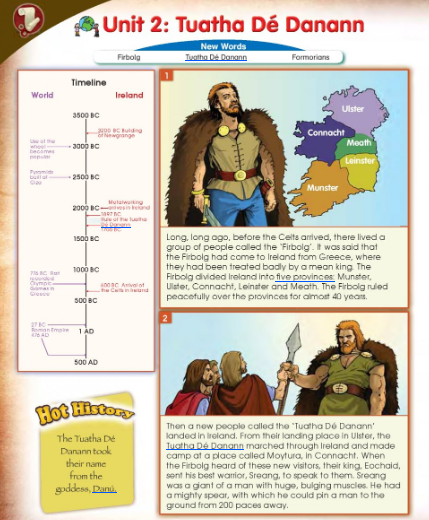 Unit 2: Tuatha Dé Danann
New Words
Firbolg Tuatha Dé Danann Formorians
Timeline
World Ireland
3500 BC
3200 BC Building
of Newgrange
Use of the
wheel
becomes
popular
3000 BC
Pyramids
built at
Giza
2500 BC
Metalworking
arrives in Ireland
2000 BC
1897 BC
Rule of the Tuatha
Dé Danann
1700 BC
1500 BC
1000 BC
776 BC First
recorded
Olympic
Games in
Greece
600 BC Arrival of
the Celts in Ireland
500 BC
27 BC
Roman Empire
476 AD
1 AD
500 AD
Hot History
The Tuatha Dé
Danann took
their name
from the
goddess, Danú.
1
Ulster
Connacht
Meath
Leinster
Munster
Long, long ago, before the Celts arrived, there lived a
group of people called the 'Firbolg'. It was said that
the Firbolg had come to Ireland from Greece, where
they had been treated badly by a mean king. The
Firbolg divided Ireland into five provinces: Munster,
Ulster, Connacht, Leinster and Meath. The Firbolg ruled
peacefully over the provinces for almost 40 years.
2
Then a new people called the 'Tuatha Dé Danann'
landed in Ireland. From their landing place in Ulster, the
Tuatha Dé Danann marched through Ireland and made
camp at a place called Moytura, in Connacht. When
the Firbolg heard of these new visitors, their king, Eochaid,
sent his best warrior, Sreang, to speak to them. Sreang
was a giant of a man with huge, bulging muscles. He had
a mighty spear, with which he could pin a man to the
ground from 200 paces away.